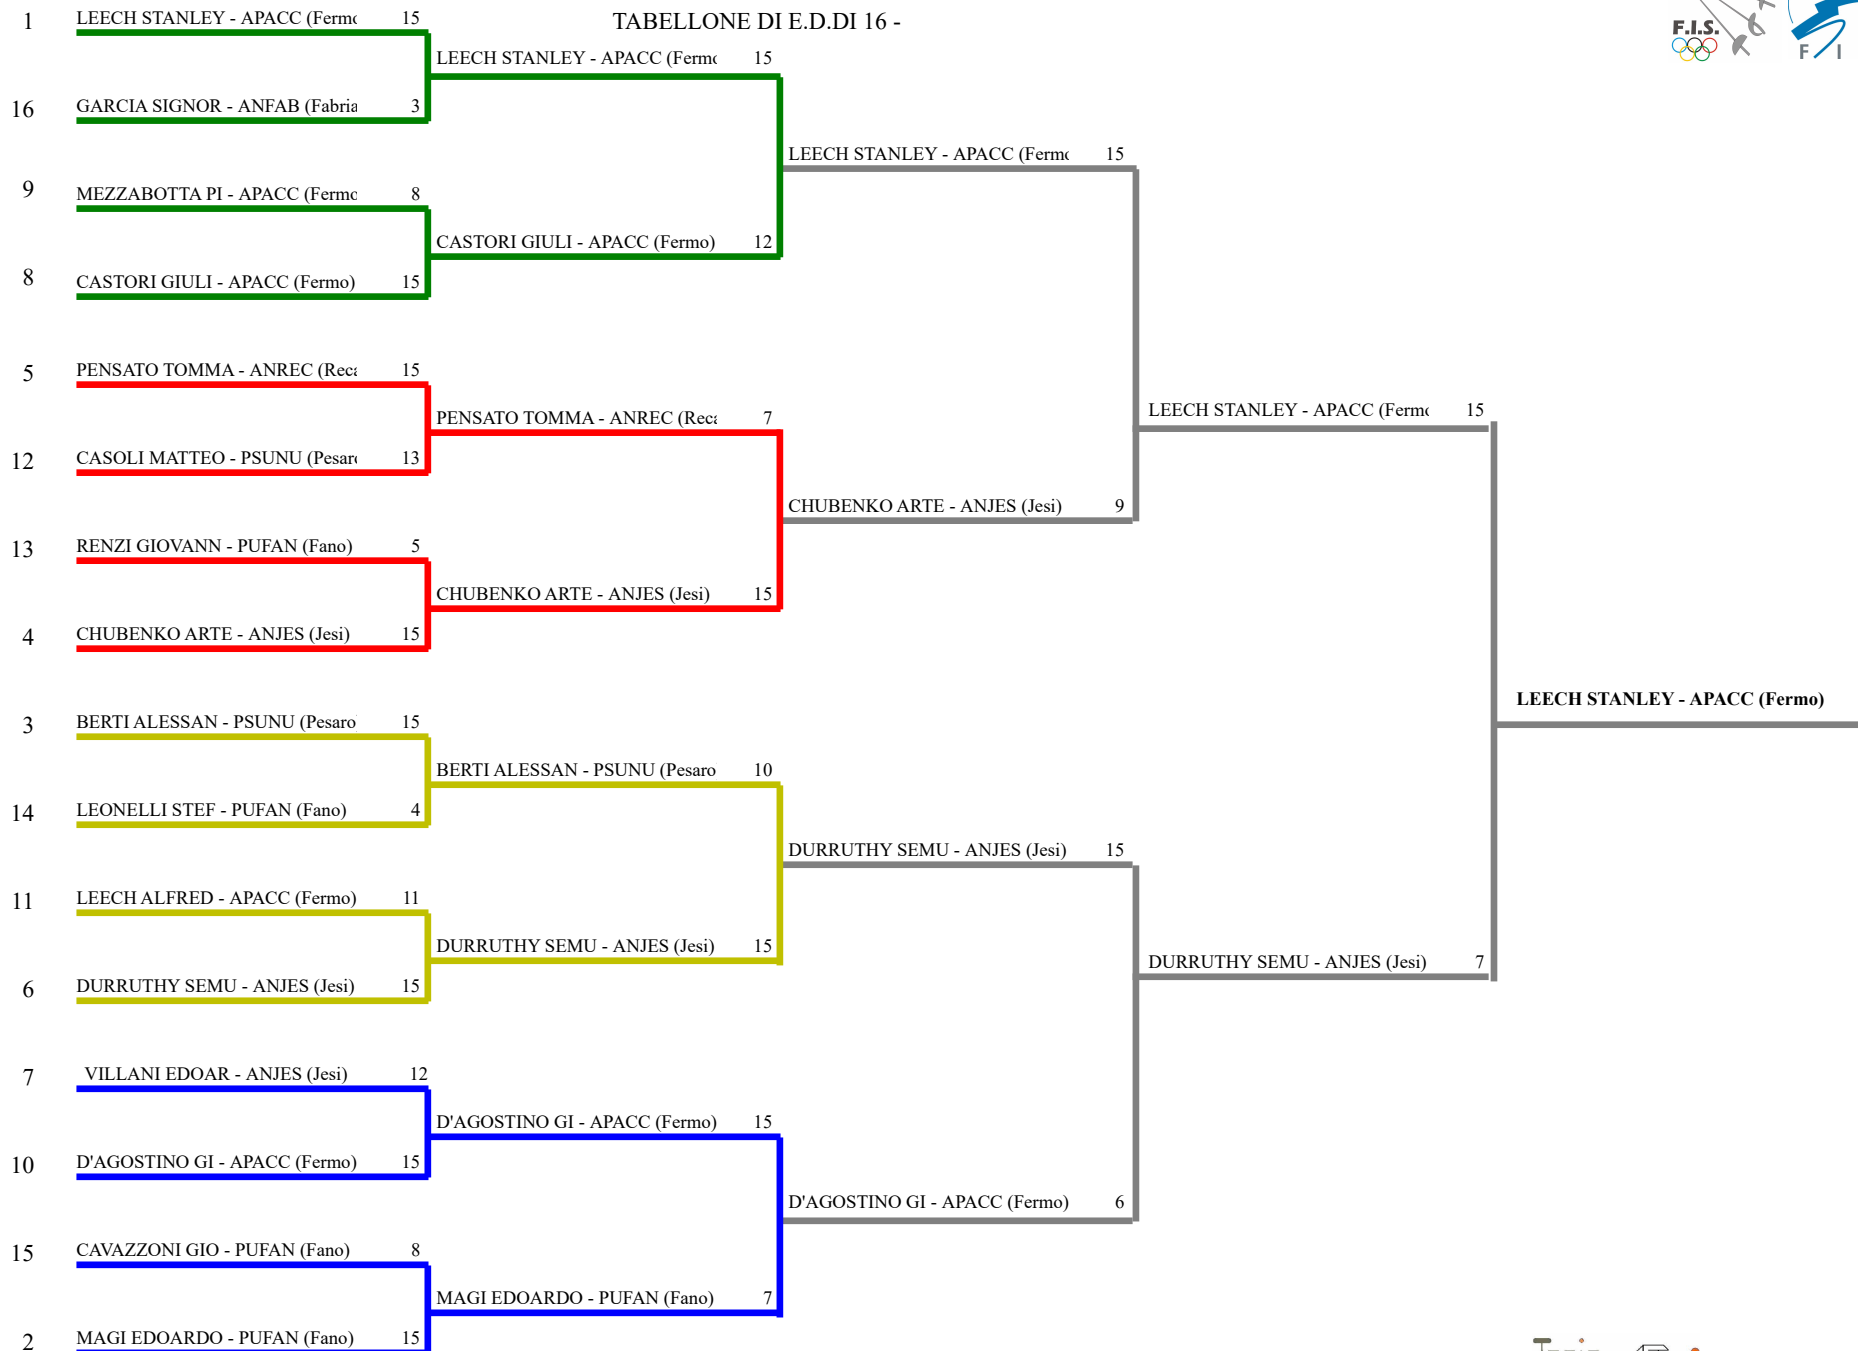 TABELLONE DI E.D.DI 16 -
F.I.S.
F I
1 LEECH STANLEY - APACC (Fermo 15
LEECH STANLEY - APACC (Fermo 15
16 GARCIA SIGNOR - ANFAB (Fabria 3
LEECH STANLEY - APACC (Fermo 15
9 MEZZABOTTA PI - APACC (Fermo 8
CASTORI GIULI - APACC (Fermo) 12
8 CASTORI GIULI - APACC (Fermo) 15
5 PENSATO TOMMA - ANREC (Reca 15
LEECH STANLEY - APACC (Fermo 15
PENSATO TOMMA - ANREC (Reca 7
12 CASOLI MATTEO - PSUNU (Pesaro 13
CHUBENKO ARTE - ANJES (Jesi) 9
13 RENZI GIOVANN - PUFAN (Fano) 5
CHUBENKO ARTE - ANJES (Jesi) 15
4 CHUBENKO ARTE - ANJES (Jesi) 15
LEECH STANLEY - APACC (Fermo)
3 BERTI ALESSAN - PSUNU (Pesaro 15
BERTI ALESSAN - PSUNU (Pesaro 10
14 LEONELLI STEF - PUFAN (Fano) 4
DURRUTHY SEMU - ANJES (Jesi) 15
11 LEECH ALFRED - APACC (Fermo) 11
DURRUTHY SEMU - ANJES (Jesi) 15
DURRUTHY SEMU - ANJES (Jesi) 7
6 DURRUTHY SEMU - ANJES (Jesi) 15
7 VILLANI EDOAR - ANJES (Jesi) 12
D'AGOSTINO GI - APACC (Fermo) 15
10 D'AGOSTINO GI - APACC (Fermo) 15
D'AGOSTINO GI - APACC (Fermo) 6
15 CAVAZZONI GIO - PUFAN (Fano) 8
MAGI EDOARDO - PUFAN (Fano) 7
2 MAGI EDOARDO - PUFAN (Fano) 15